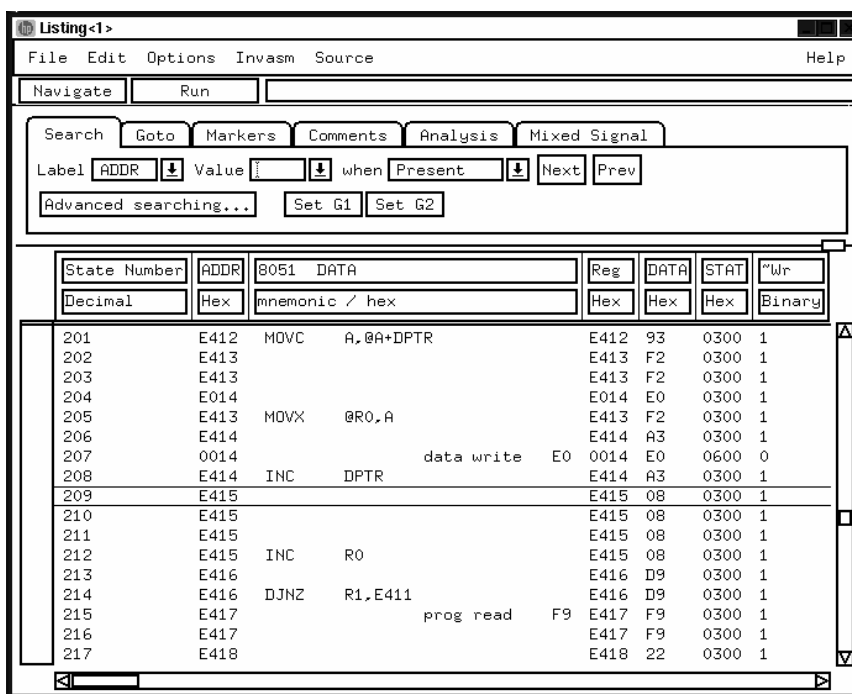 Listing<1>
File Edit Options Invasm Source Help
Navigate Run
Search Goto Markers Comments Analysis Mixed Signal
Label ADDR Value when Present Next Prev
Advanced searching... Set G1 Set G2
State Number ADDR 8051 DATA Reg DATA STAT ~Wr
Decimal Hex mnemonic / hex Hex Hex Hex Binary
201 E412 MOVC A,@A+DPTR E412 93 0300 1
202 E413 E413 F2 0300 1
203 E413 E413 F2 0300 1
204 E014 E014 E0 0300 1
205 E413 MOVX @R0,A E413 F2 0300 1
206 E414 E414 A3 0300 1
207 0014 data write E0 0014 E0 0600 0
208 E414 INC DPTR E414 A3 0300 1
209 E415 E415 08 0300 1
210 E415 E415 08 0300 1
211 E415 E415 08 0300 1
212 E415 INC R0 E415 08 0300 1
213 E416 E416 D9 0300 1
214 E416 DJNZ R1,E411 E416 D9 0300 1
215 E417 prog read F9 E417 F9 0300 1
216 E417 E417 F9 0300 1
217 E418 E418 22 0300 1